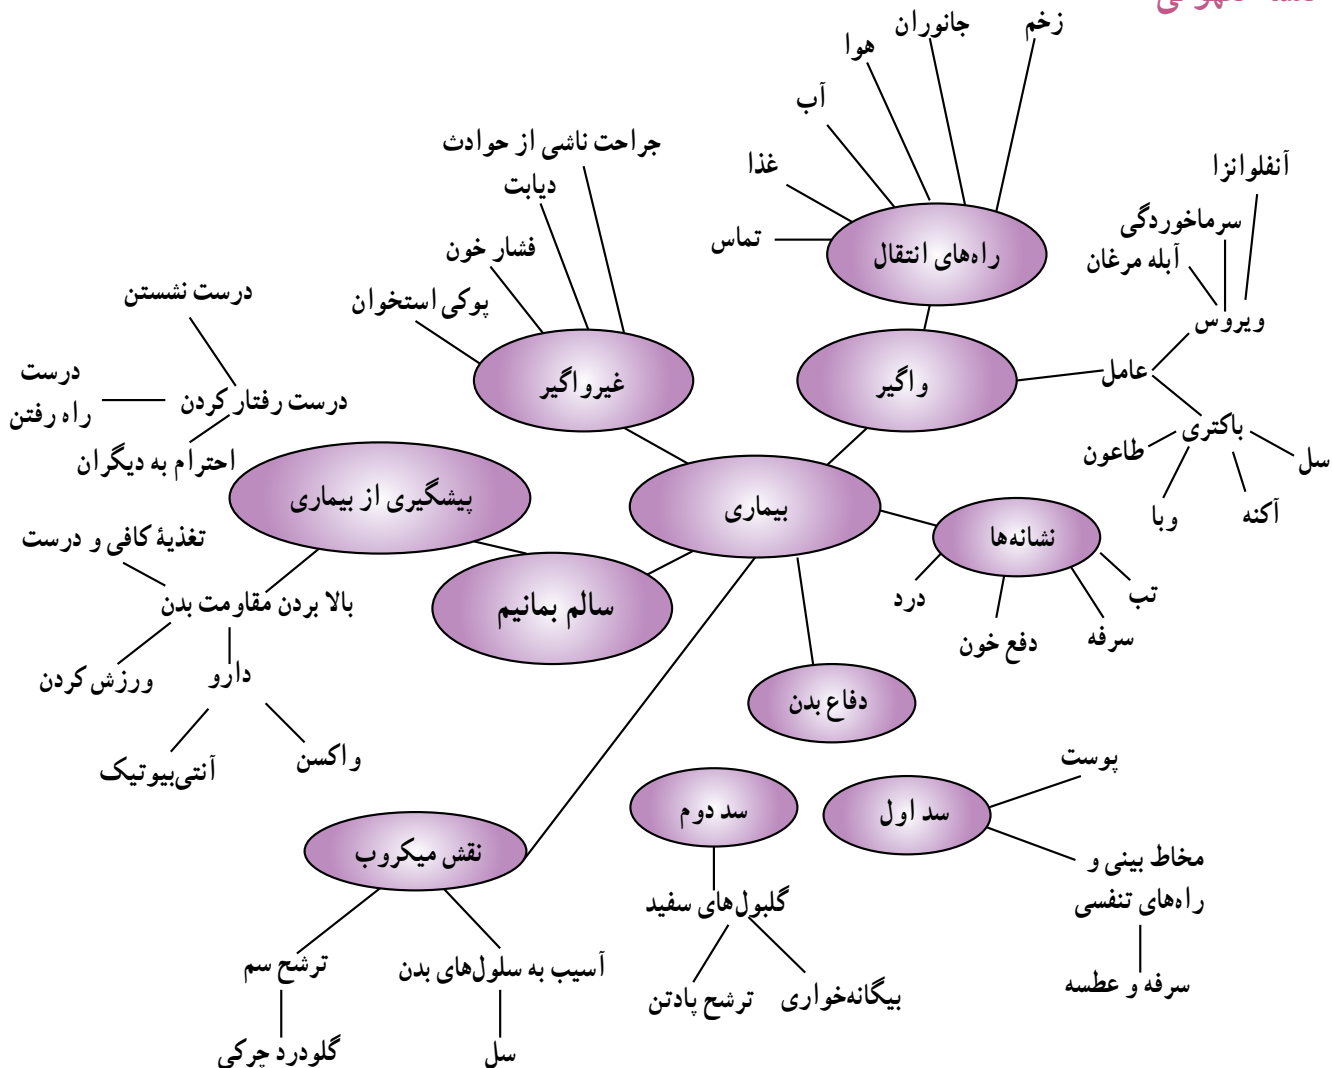 زخم
جانوران
هوا
آب
غذا
تماس
راه‌های انتقال
جراحت ناشی از حوادث
دیابت
فشار خون
پوکی استخوان
غیرواگیر
واگیر
آنفلوانزا
سرماخوردگی
آبله مرغان
ویروس
عامل
باکتری
سل
آکنه
وبا
طاعون
درست نشستن
درست رفتار کردن
درست
راه رفتن
احترام به دیگران
پیشگیری از بیماری
بیماری
نشانه‌ها
تب
سرفه
دفع خون
درد
سالم بمانیم
تغذیهٔ کافی و درست
بالا بردن مقاومت بدن
ورزش کردن
دارو
واکسن
آنتی‌بیوتیک
دفاع بدن
سد اول
پوست
مخاط بینی و
راه‌های تنفسی
سرفه و عطسه
سد دوم
گلبول‌های سفید
بیگانه‌خواری
ترشح پادتن
نقش میکروب
آسیب به سلول‌های بدن
سل
ترشح سم
گلودرد چرکی